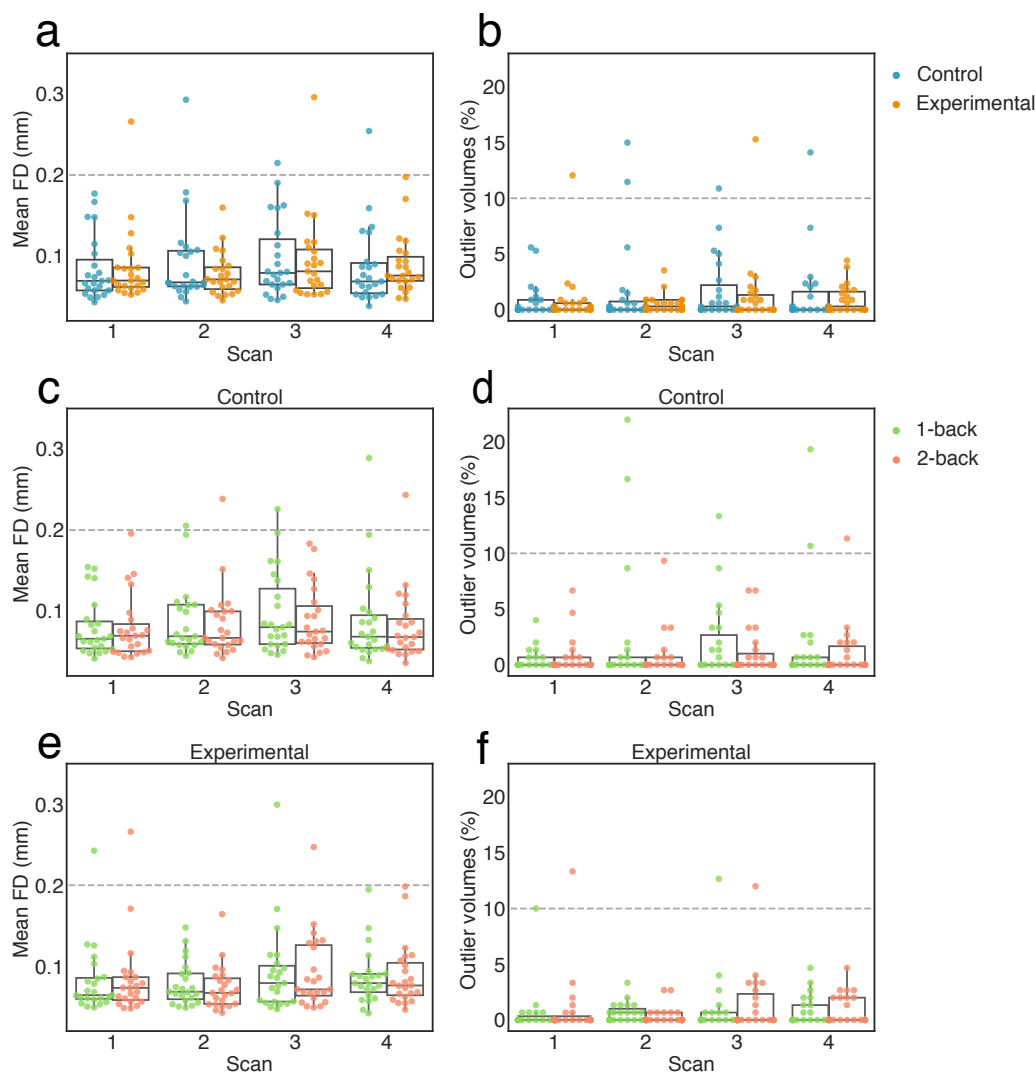 a
b
Mean FD (mm)
0.3
0.2
0.1
1 2 3 4
Scan
Outlier volumes (%)
20
15
10
5
0
1 2 3 4
Scan
Control
Experimental
c
Control
d
Control
Mean FD (mm)
0.3
0.2
0.1
1 2 3 4
Scan
Outlier volumes (%)
20
15
10
5
0
1 2 3 4
Scan
1-back
2-back
e
Experimental
f
Experimental
Mean FD (mm)
0.3
0.2
0.1
1 2 3 4
Scan
Outlier volumes (%)
20
15
10
5
0
1 2 3 4
Scan